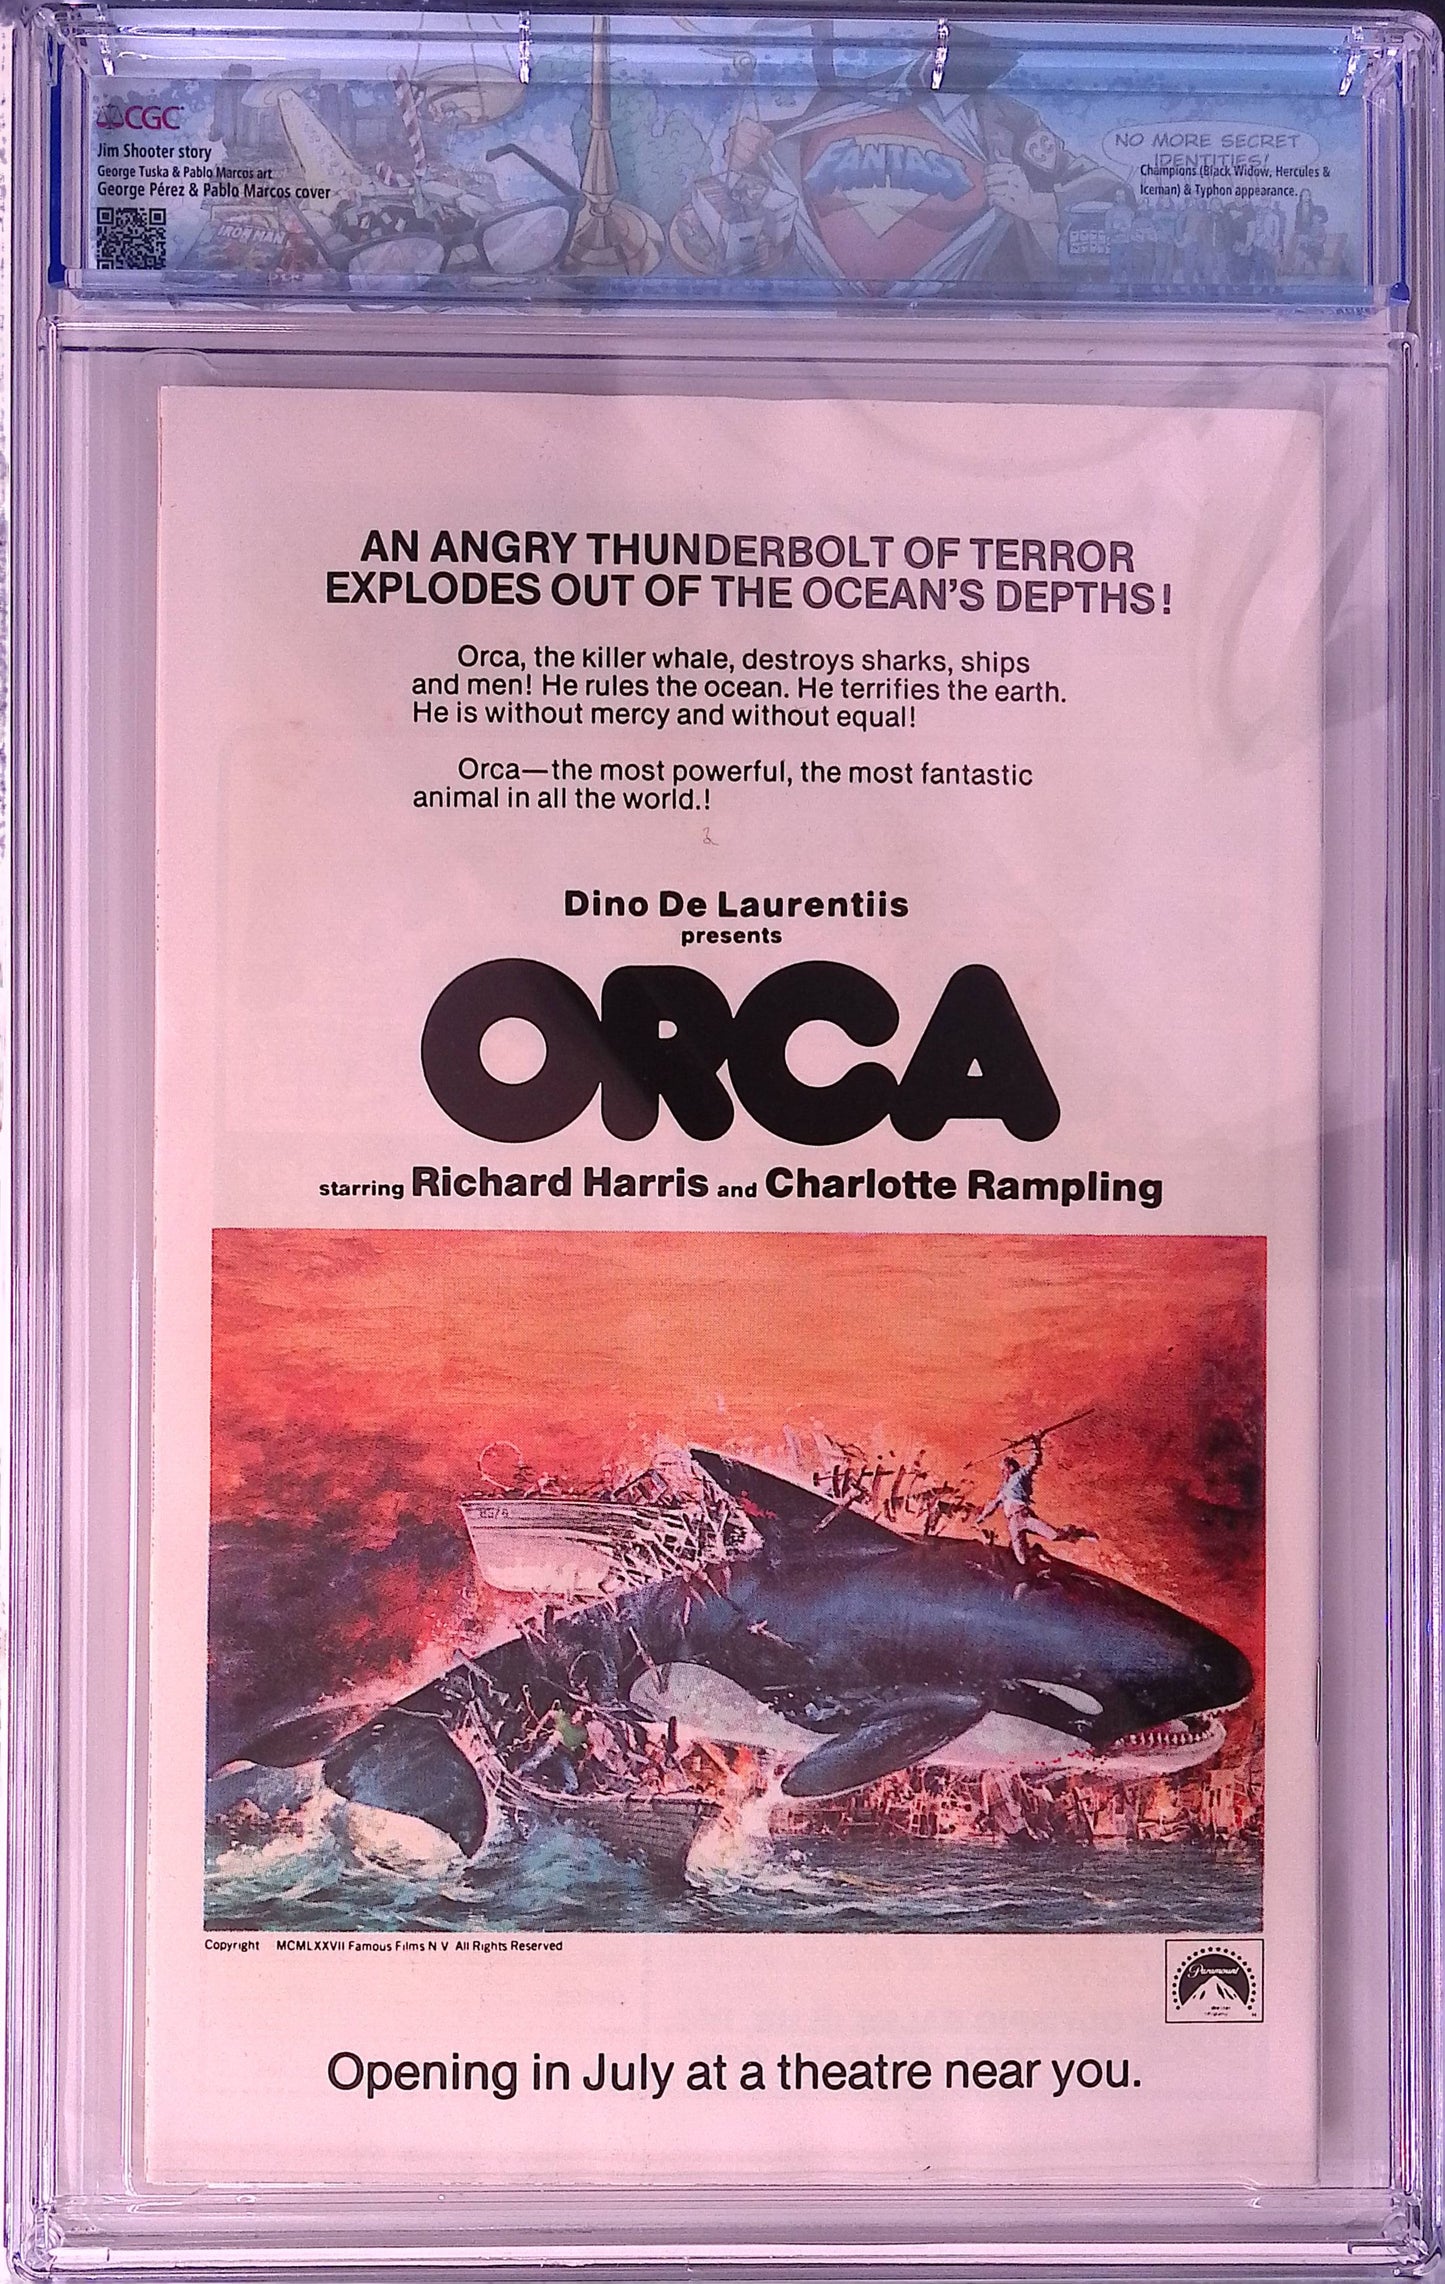 CGC
Jim Shooter story
George Tuska & Pablo Marcos art
George Pérez & Pablo Marcos cover
IRON MAN
FANTAST
NO MORE SECRET
IDENTITIES!
Champions (Black Widow, Hercules &
Iceman) & Typhon appearance.
AN ANGRY THUNDERBOLT OF TERROR
EXPLODES OUT OF THE OCEAN'S DEPTHS!
Orca, the killer whale, destroys sharks, ships
and men! He rules the ocean. He terrifies the earth.
He is without mercy and without equal!
Orca—the most powerful, the most fantastic
animal in all the world.!
Dino De Laurentiis
presents
ORCA
starring Richard Harris and Charlotte Rampling
Copyright MCMLXXVII Famous Films N V All Rights Reserved
Paramount
Opening in July at a theatre near you.